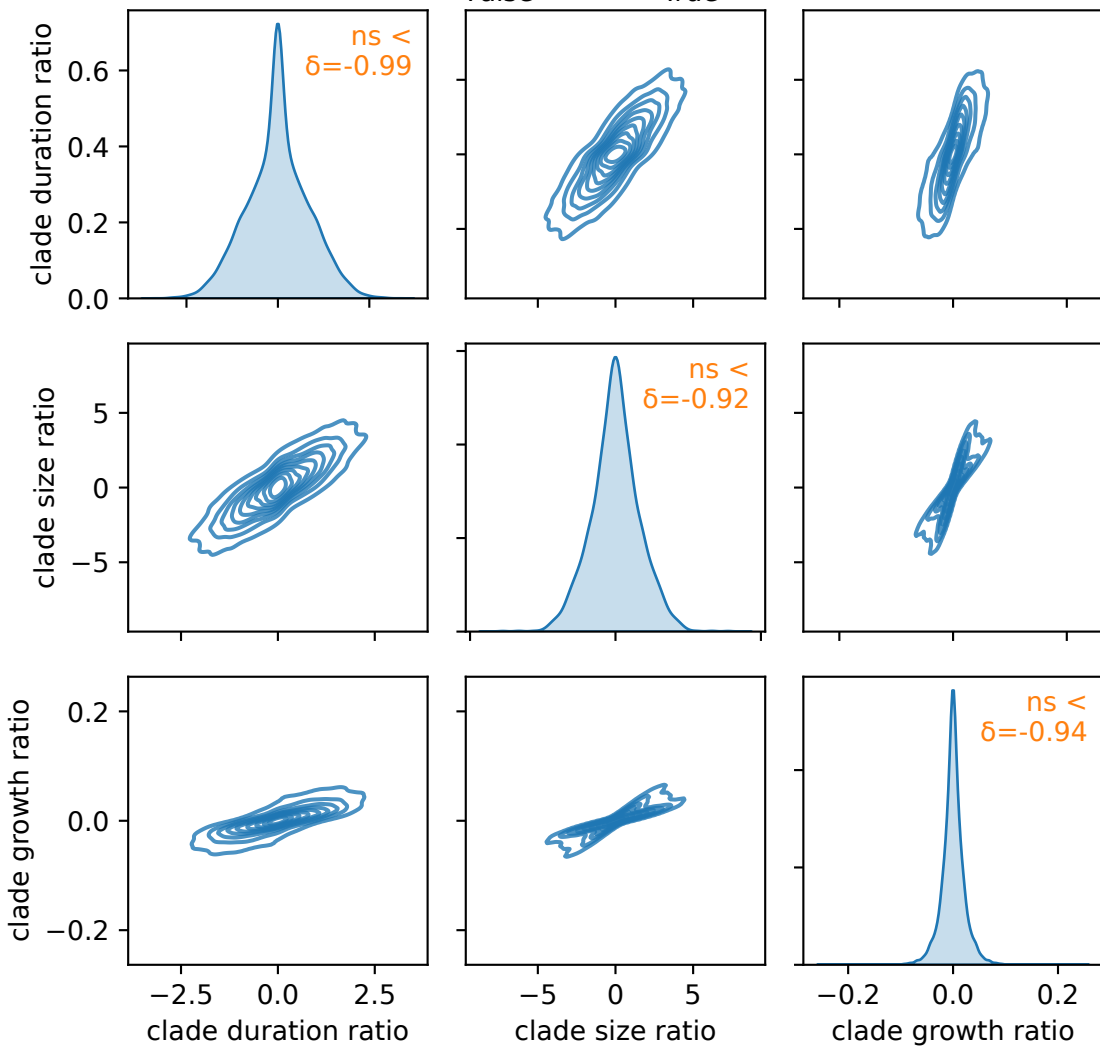 clade duration ratio
0.6
0.4
0.2
0.0
ns <
δ=-0.99
clade size ratio
5
0
−5
ns <
δ=-0.92
clade growth ratio
0.2
0.0
−0.2
ns <
δ=-0.94
−2.5 0.0 2.5
−5 0 5
−0.2 0.0 0.2
clade duration ratio
clade size ratio
clade growth ratio